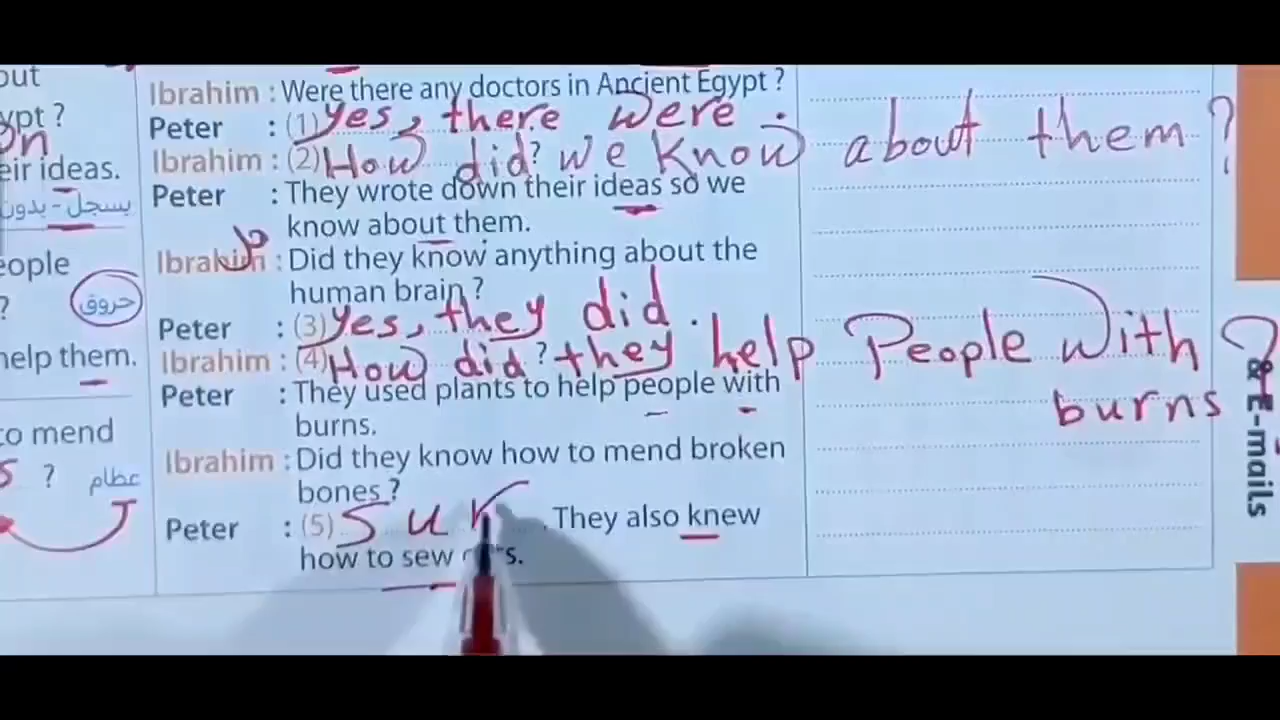 out
ypt ?
on
eir ideas.
يسجل - يدون
eople
?
حروق
help them.
to mend
s ?
عظام
Ibrahim : Were there any doctors in Ancient Egypt ?
Peter : (1) yes, there were .
Ibrahim : (2) How did? we know about them ?
Peter : They wrote down their ideas so we
know about them.
Ibrahim : Did they know anything about the
human brain ?
Peter : (3) yes, they did .
Ibrahim : (4) How did? they help People with ?
burns
Peter : They used plants to help people with
burns.
Ibrahim : Did they know how to mend broken
bones ?
Peter : (5) Sur . They also knew
how to sew
& E-mails